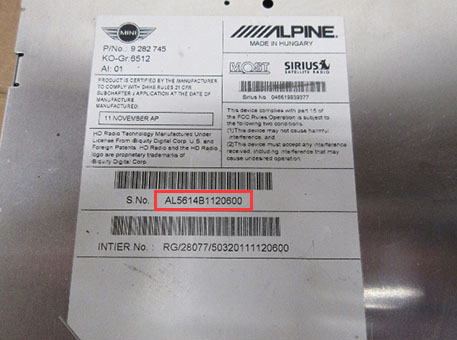 MINI
P/No.: 9 282 745
KO-Gr:6512
AI: 01
PRODUCT IS CERTIFIED BY THE MANUFACTURER
TO COMPLY WITH DHHS RULES 21 CFR
SUBCHAPTER J APPLICATION AT THE DATE OF
MANUFACTURE
MANUFACTURED:
11 NOVEMBER AP
HD Radio Technology Manufactured Under
License From iBiquity Digital Corp. U.S. and
Foreign Patents. HD Radio and the HD Radio
logo are proprietary trademarks of
iBiquity Digital Corp.
ALPINE
MADE IN HUNGARY
MOST
SIRIUS
SATELLITE RADIO
Sirius No: 046619939377
This device complies with part 15 of
the FCC Rules.Operation is subject to
the following two conditions.
(1)This device may not cause harmful
interference, and
(2)This device must accept any interference
received, including interference that may
cause undesired operation.
S.No. AL5614B1120600
INT/ER No.: RG/28077/50320111120600